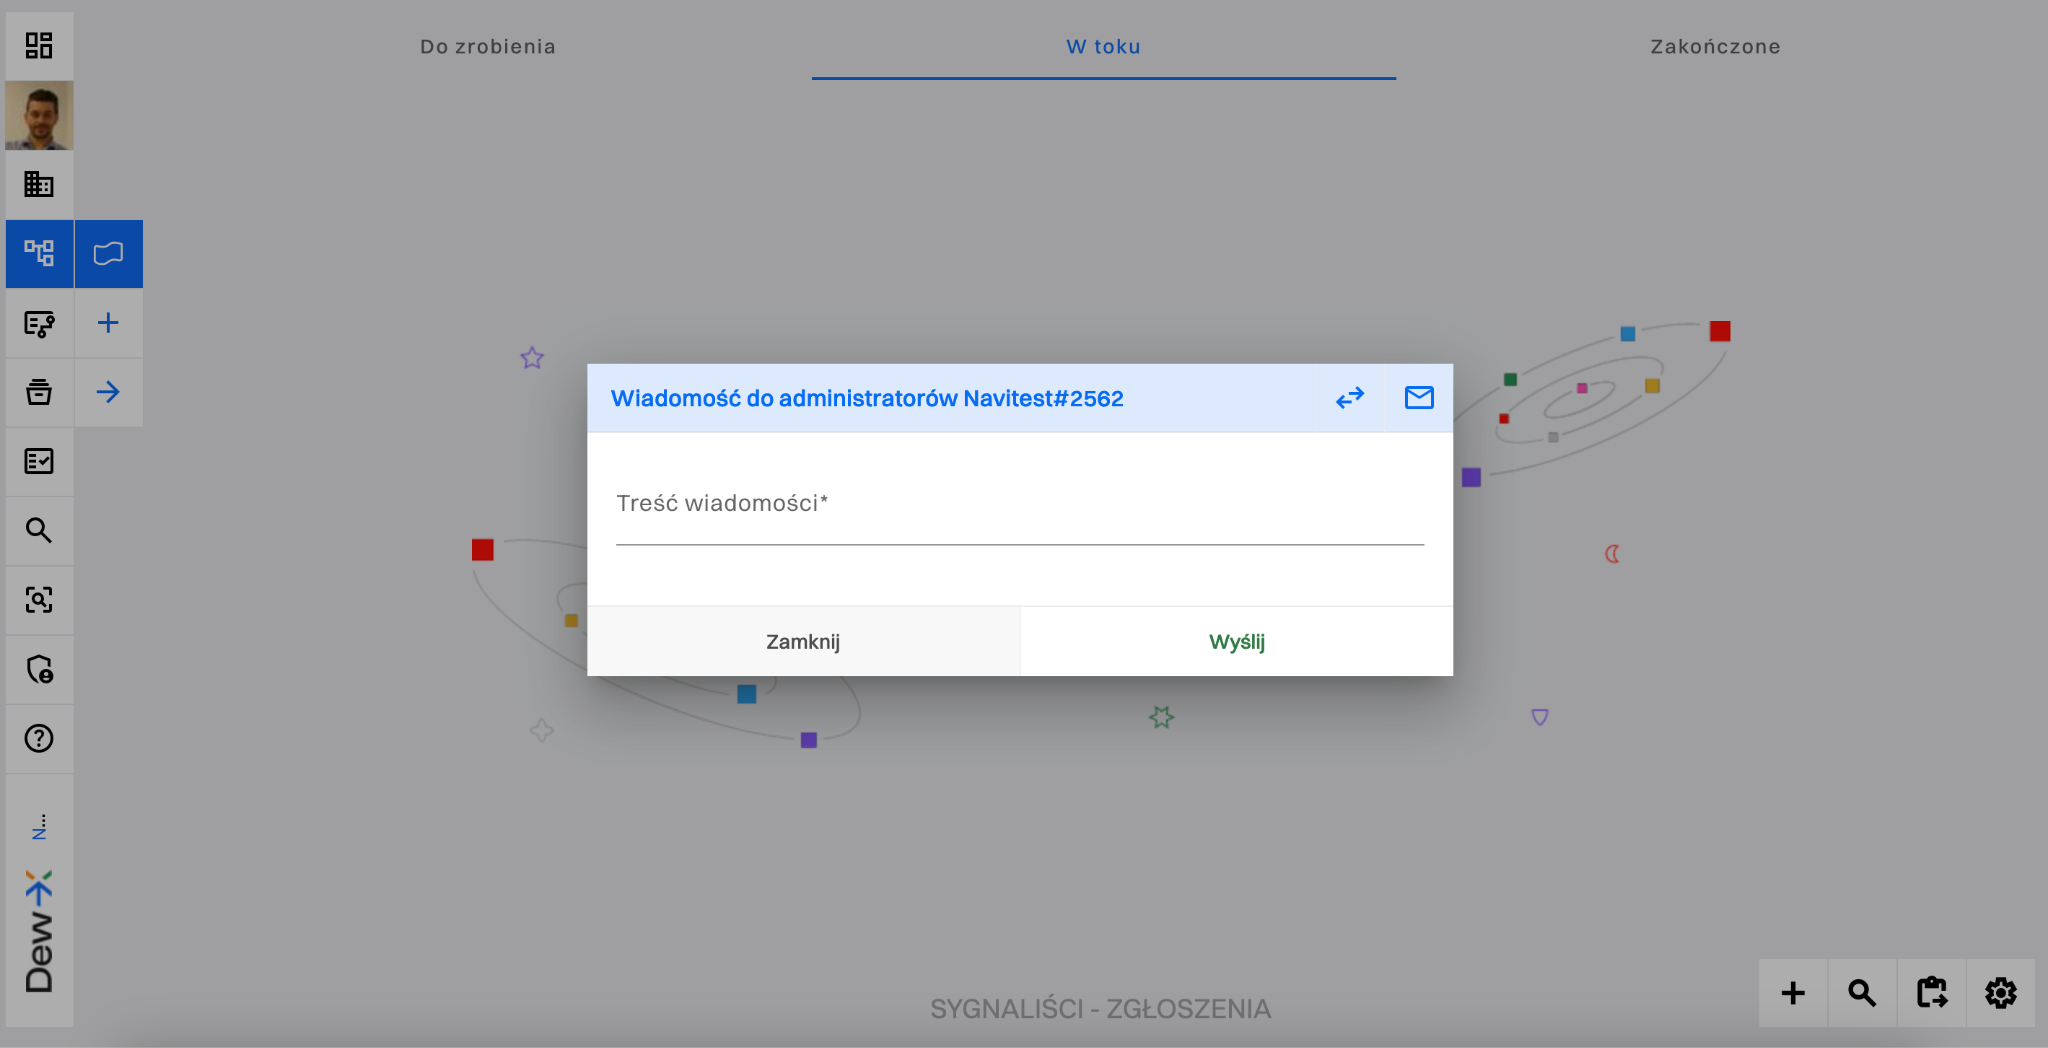 Do zrobienia
W toku
Zakończone
Wiadomość do administratorów Navitest#2562
Treść wiadomości*
Zamknij
Wyślij
N...
Dew
SYGNALIŚCI - ZGŁOSZENIA